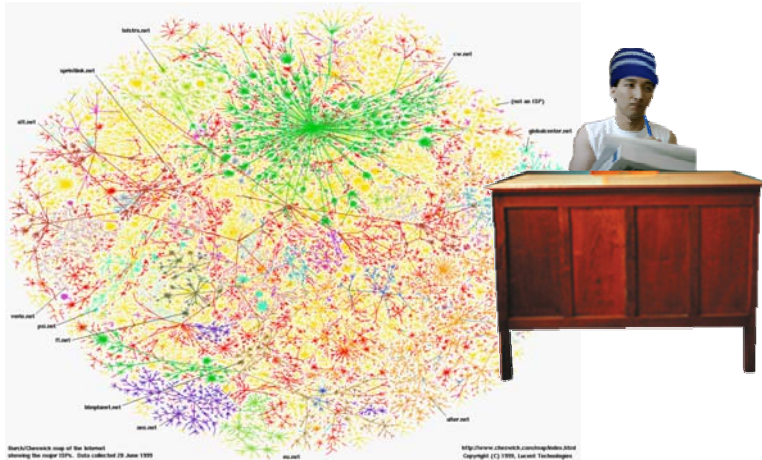 telstra.net
cw.net
sprintlink.net
(not an ISP)
att.net
globalcenter.net
verio.net
psi.net
bbnplanet.net
alter.net
ans.net
eu.net
Burch/Cheswick map of the Internet
showing the major ISPs. Data collected 28 June 1999
http://www.cheswick.com/map/index.html
Copyright (C) 1999, Lucent Technologies